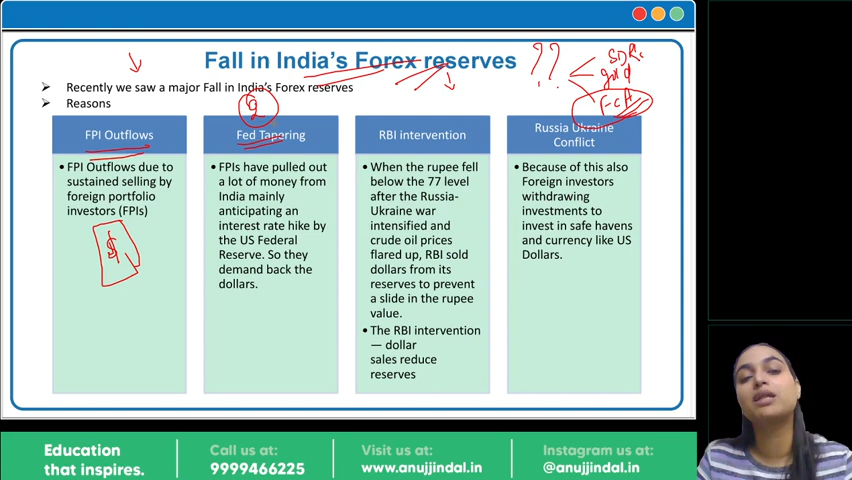 Fall in India's Forex reserves
??
SDRs
gold
FCA
Recently we saw a major Fall in India's Forex reserves
Reasons
FPI Outflows
Fed Tapering
RBI intervention
Russia Ukraine
Conflict
• FPI Outflows due to
sustained selling by
foreign portfolio
investors (FPIs)
$
• FPIs have pulled out
a lot of money from
India mainly
anticipating an
interest rate hike by
the US Federal
Reserve. So they
demand back the
dollars.
• When the rupee fell
below the 77 level
after the Russia-
Ukraine war
intensified and
crude oil prices
flared up, RBI sold
dollars from its
reserves to prevent
a slide in the rupee
value.
• The RBI intervention
— dollar
sales reduce
reserves
• Because of this also
Foreign investors
withdrawing
investments to
invest in safe havens
and currency like US
Dollars.
Education
that inspires.
Call us at:
9999466225
Visit us at:
www.anujjindal.in
Instagram us at:
@anujjindal.in